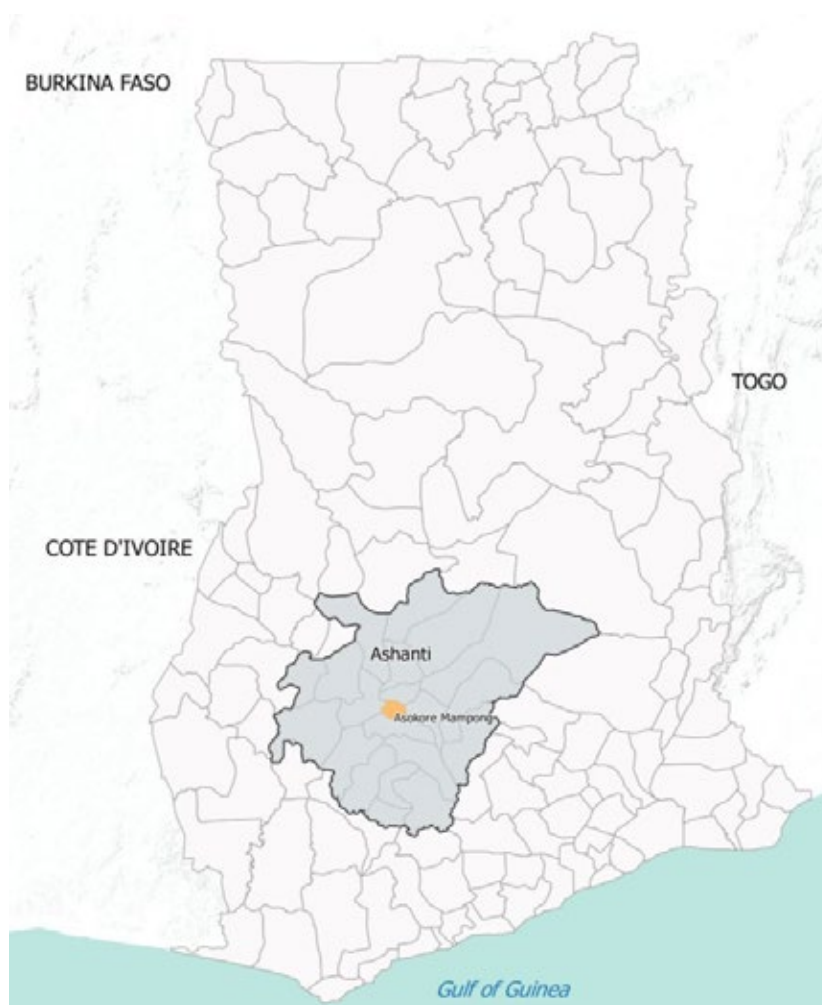 BURKINA FASO
TOGO
COTE D'IVOIRE
Ashanti
Asokore Mampong
Gulf of Guinea